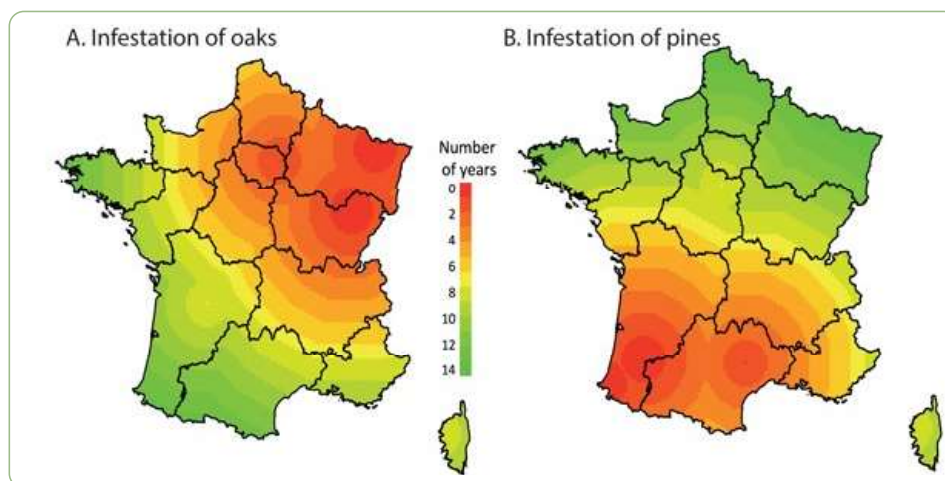 A. Infestation of oaks
B. Infestation of pines
Number
of years
0
2
4
6
8
10
12
14